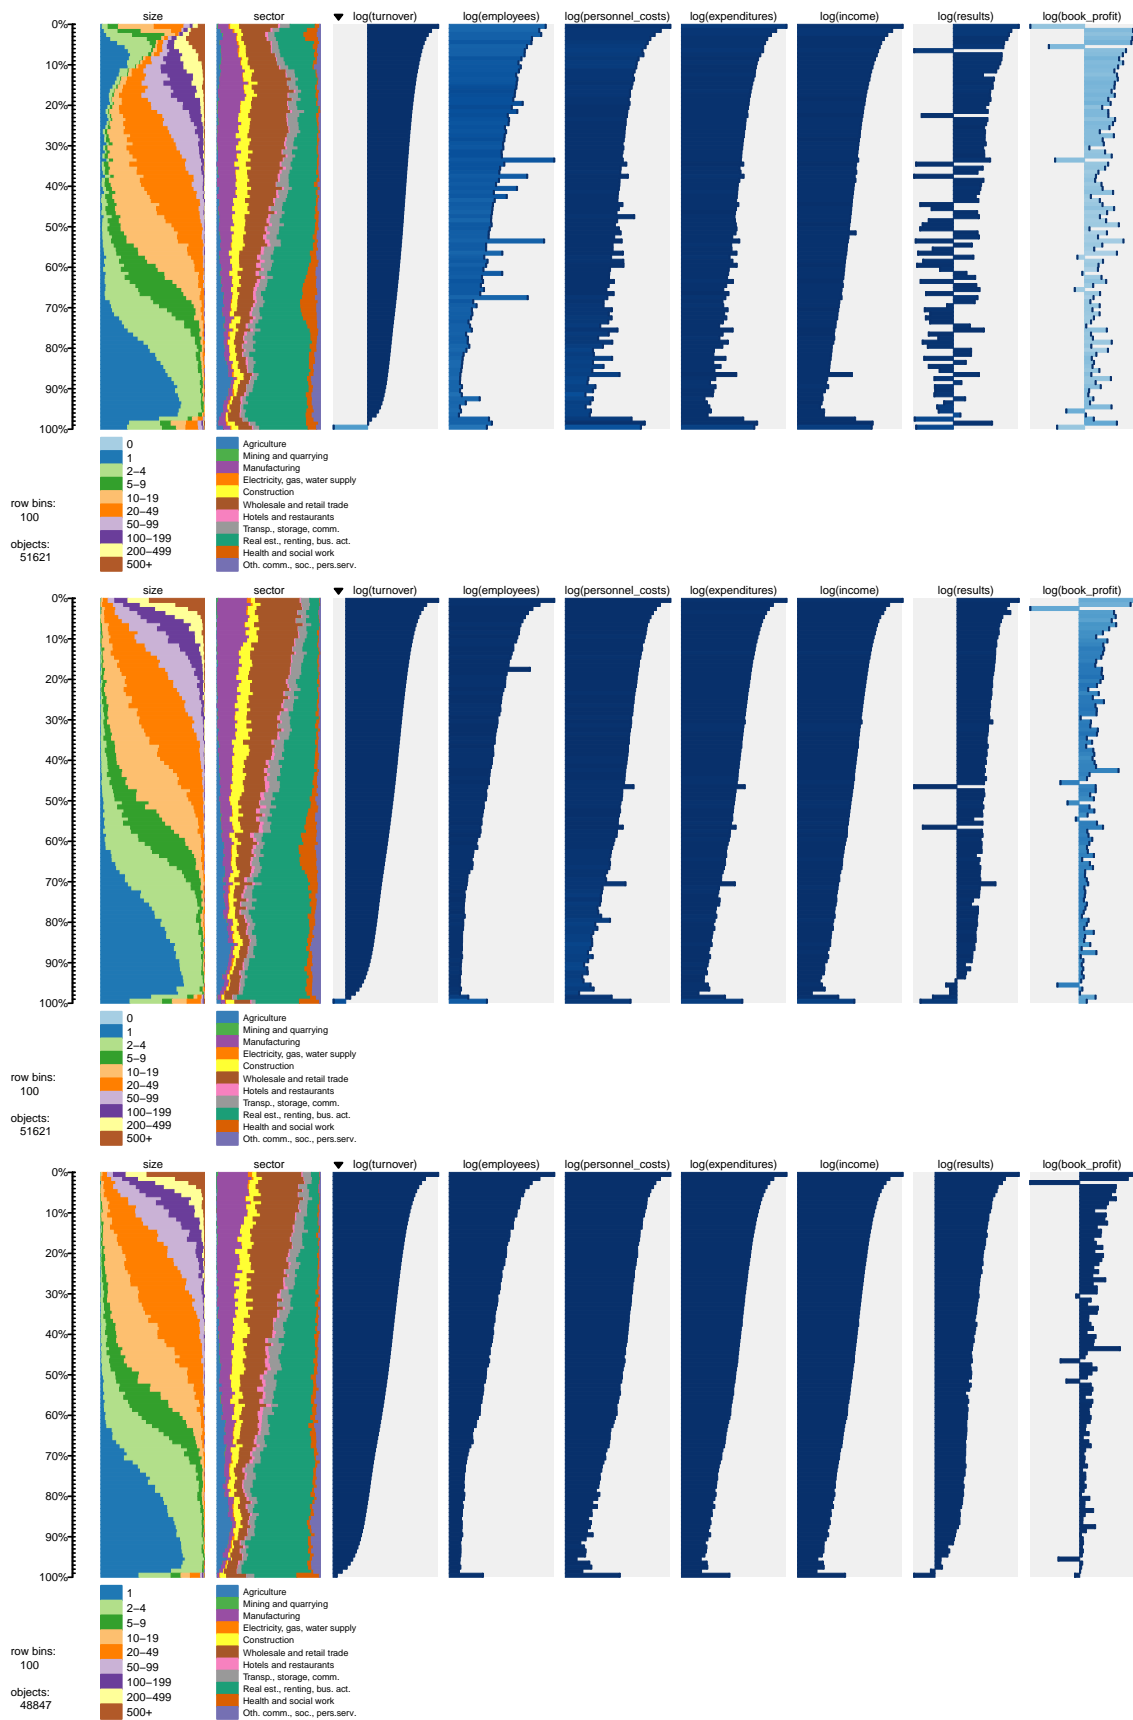 size sector log(turnover) log(employees) log(personnel_costs) log(expenditures) log(income) log(results) log(book_profit)
0%
10%
20%
30%
40%
50%
60%
70%
80%
90%
100%
row bins:
100
objects:
51621
0
1
2−4
5−9
10−19
20−49
50−99
100−199
200−499
500+
Agriculture
Mining and quarrying
Manufacturing
Electricity, gas, water supply
Construction
Wholesale and retail trade
Hotels and restaurants
Transp., storage, comm.
Real est., renting, bus. act.
Health and social work
Oth. comm., soc., pers.serv.
size sector log(turnover) log(employees) log(personnel_costs) log(expenditures) log(income) log(results) log(book_profit)
0%
10%
20%
30%
40%
50%
60%
70%
80%
90%
100%
row bins:
100
objects:
51621
0
1
2−4
5−9
10−19
20−49
50−99
100−199
200−499
500+
Agriculture
Mining and quarrying
Manufacturing
Electricity, gas, water supply
Construction
Wholesale and retail trade
Hotels and restaurants
Transp., storage, comm.
Real est., renting, bus. act.
Health and social work
Oth. comm., soc., pers.serv.
size sector log(turnover) log(employees) log(personnel_costs) log(expenditures) log(income) log(results) log(book_profit)
0%
10%
20%
30%
40%
50%
60%
70%
80%
90%
100%
row bins:
100
objects:
48847
1
2−4
5−9
10−19
20−49
50−99
100−199
200−499
500+
Agriculture
Mining and quarrying
Manufacturing
Electricity, gas, water supply
Construction
Wholesale and retail trade
Hotels and restaurants
Transp., storage, comm.
Real est., renting, bus. act.
Health and social work
Oth. comm., soc., pers.serv.